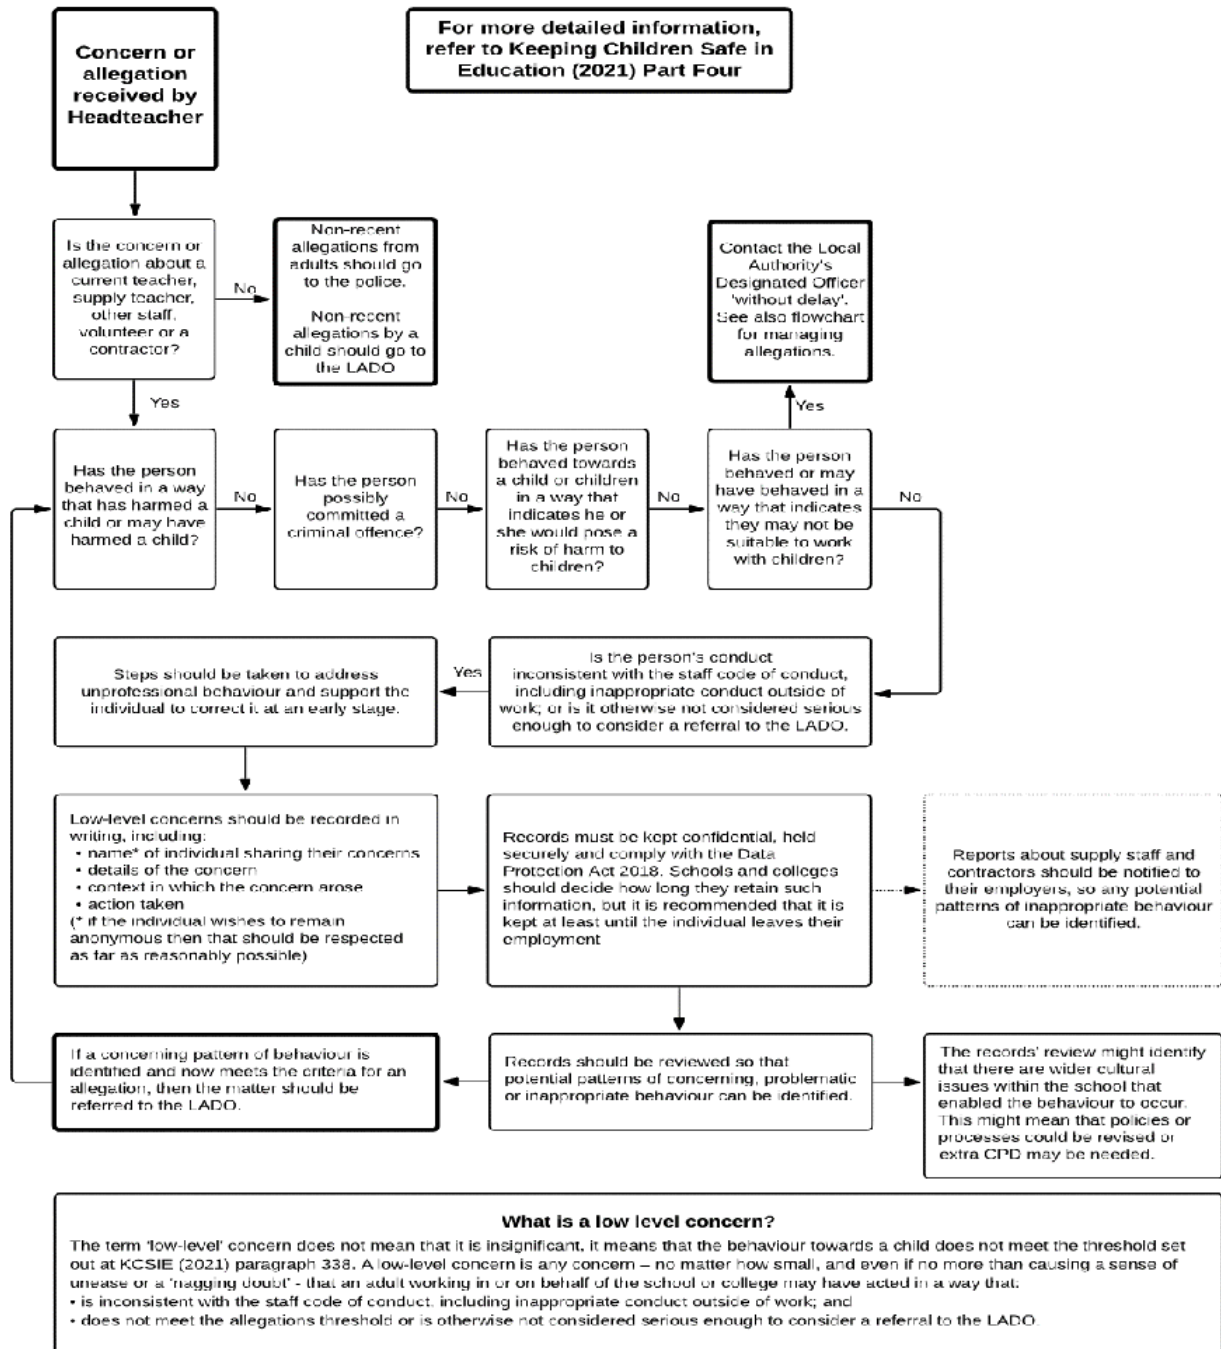 Concern or
allegation
received by
Headteacher
For more detailed information,
refer to Keeping Children Safe in
Education (2021) Part Four
Is the concern or
allegation about a
current teacher,
supply teacher,
other staff,
volunteer or a
contractor?
No
Non-recent
allegations from
adults should go
to the police.
Non-recent
allegations by a
child should go to
the LADO
Contact the Local
Authority's
Designated Officer
'without delay'.
See also flowchart
for managing
allegations.
Yes
Yes
Has the person
behaved in a way
that has harmed a
child or may have
harmed a child?
No
Has the person
possibly
committed a
criminal offence?
No
Has the person
behaved towards
a child or children
in a way that
indicates he or
she would pose a
risk of harm to
children?
No
Has the person
behaved or may
have behaved in a
way that indicates
they may not be
suitable to work
with children?
No
Is the person's conduct
inconsistent with the staff code of conduct,
including inappropriate conduct outside of
work; or is it otherwise not considered serious
enough to consider a referral to the LADO.
Yes
Steps should be taken to address
unprofessional behaviour and support the
individual to correct it at an early stage.
Low-level concerns should be recorded in
writing, including:
• name* of individual sharing their concerns
• details of the concern
• context in which the concern arose
• action taken
(* if the individual wishes to remain
anonymous then that should be respected
as far as reasonably possible)
Records must be kept confidential, held
securely and comply with the Data
Protection Act 2018. Schools and colleges
should decide how long they retain such
information, but it is recommended that it is
kept at least until the individual leaves their
employment
Reports about supply staff and
contractors should be notified to
their employers, so any potential
patterns of inappropriate behaviour
can be identified.
If a concerning pattern of behaviour is
identified and now meets the criteria for an
allegation, then the matter should be
referred to the LADO.
Records should be reviewed so that
potential patterns of concerning, problematic
or inappropriate behaviour can be identified.
The records' review might identify
that there are wider cultural
issues within the school that
enabled the behaviour to occur.
This might mean that policies or
processes could be revised or
extra CPD may be needed.
What is a low level concern?
The term 'low-level' concern does not mean that it is insignificant, it means that the behaviour towards a child does not meet the threshold set
out at KCSIE (2021) paragraph 338. A low-level concern is any concern – no matter how small, and even if no more than causing a sense of
unease or a 'nagging doubt' - that an adult working in or on behalf of the school or college may have acted in a way that:
• is inconsistent with the staff code of conduct, including inappropriate conduct outside of work; and
• does not meet the allegations threshold or is otherwise not considered serious enough to consider a referral to the LADO.